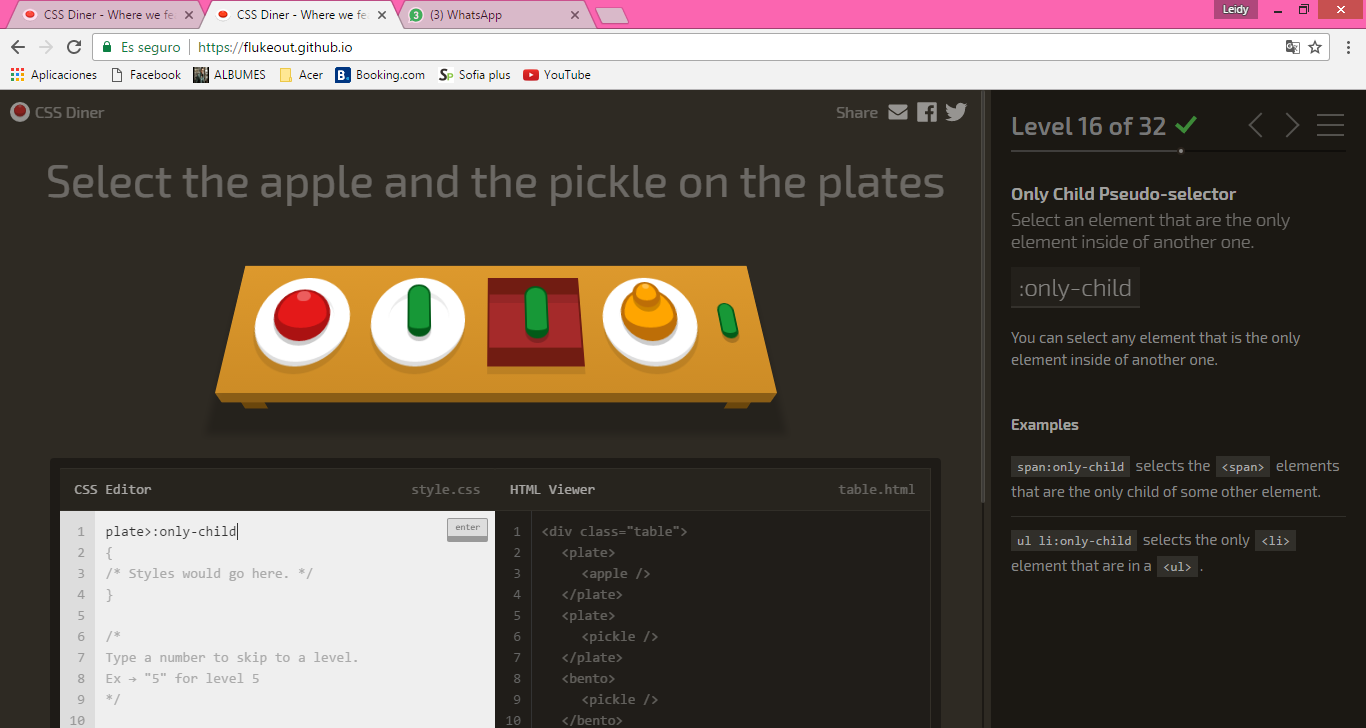 CSS Diner - Where we fe
CSS Diner - Where we fe
3 (3) WhatsApp
Leidy
Es seguro https://flukeout.github.io
Aplicaciones Facebook ALBUMES Acer B. Booking.com Sp Sofia plus YouTube
CSS Diner Share
Select the apple and the pickle on the plates
CSS Editor style.css
1 plate>:only-child enter
2 {
3 /* Styles would go here. */
4 }
5
6 /*
7 Type a number to skip to a level.
8 Ex → "5" for level 5
9 */
10
HTML Viewer table.html
1 <div class="table">
2 <plate>
3 <apple />
4 </plate>
5 <plate>
6 <pickle />
7 </plate>
8 <bento>
9 <pickle />
10 </bento>
Level 16 of 32
Only Child Pseudo-selector
Select an element that are the only
element inside of another one.
:only-child
You can select any element that is the only
element inside of another one.
Examples
span:only-child selects the <span> elements
that are the only child of some other element.
ul li:only-child selects the only <li>
element that are in a <ul> .